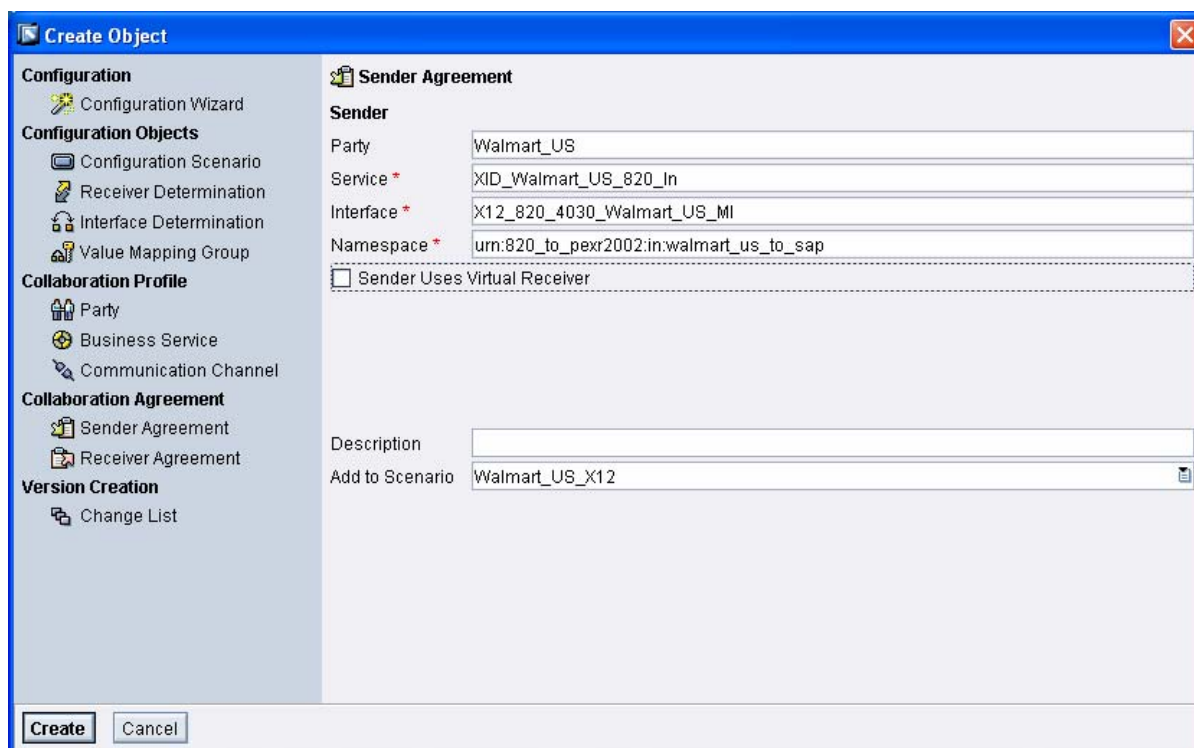 Create Object
Configuration
Configuration Wizard
Configuration Objects
Configuration Scenario
Receiver Determination
Interface Determination
Value Mapping Group
Collaboration Profile
Party
Business Service
Communication Channel
Collaboration Agreement
Sender Agreement
Receiver Agreement
Version Creation
Change List
Sender Agreement
Sender
Party Walmart_US
Service * XID_Walmart_US_820_In
Interface * X12_820_4030_Walmart_US_MI
Namespace * urn:820_to_pexr2002:in:walmart_us_to_sap
Sender Uses Virtual Receiver
Description
Add to Scenario Walmart_US_X12
Create Cancel